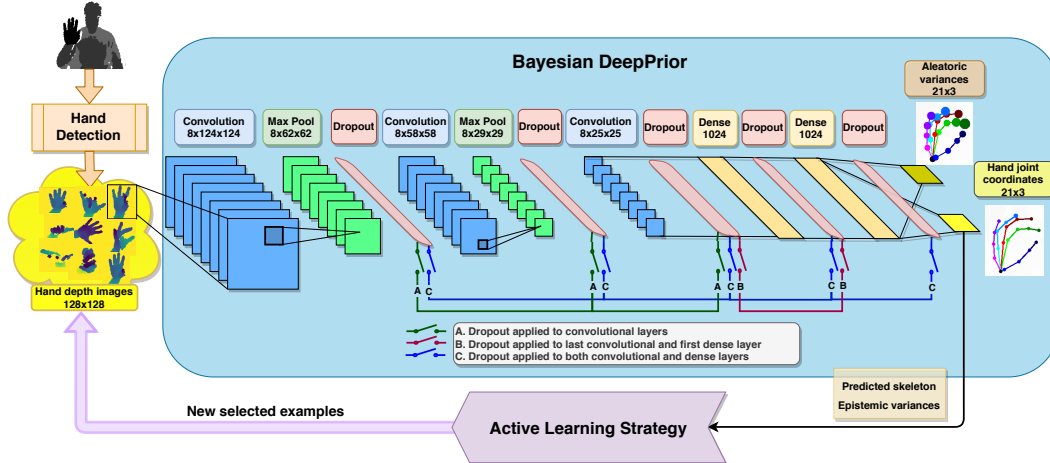 Bayesian DeepPrior
Aleatoric
variances
21x3
Hand
Detection
Convolution
8x124x124
Max Pool
8x62x62
Dropout
Convolution
8x58x58
Max Pool
8x29x29
Dropout
Convolution
8x25x25
Dropout
Dense
1024
Dropout
Dense
1024
Dropout
Hand joint
coordinates
21x3
Hand depth images
128x128
A
C
A
C
A
C
B
C
B
C
A. Dropout applied to convolutional layers
B. Dropout applied to last convolutional and first dense layer
C. Dropout applied to both convolutional and dense layers
Predicted skeleton
Epistemic variances
New selected examples
Active Learning Strategy